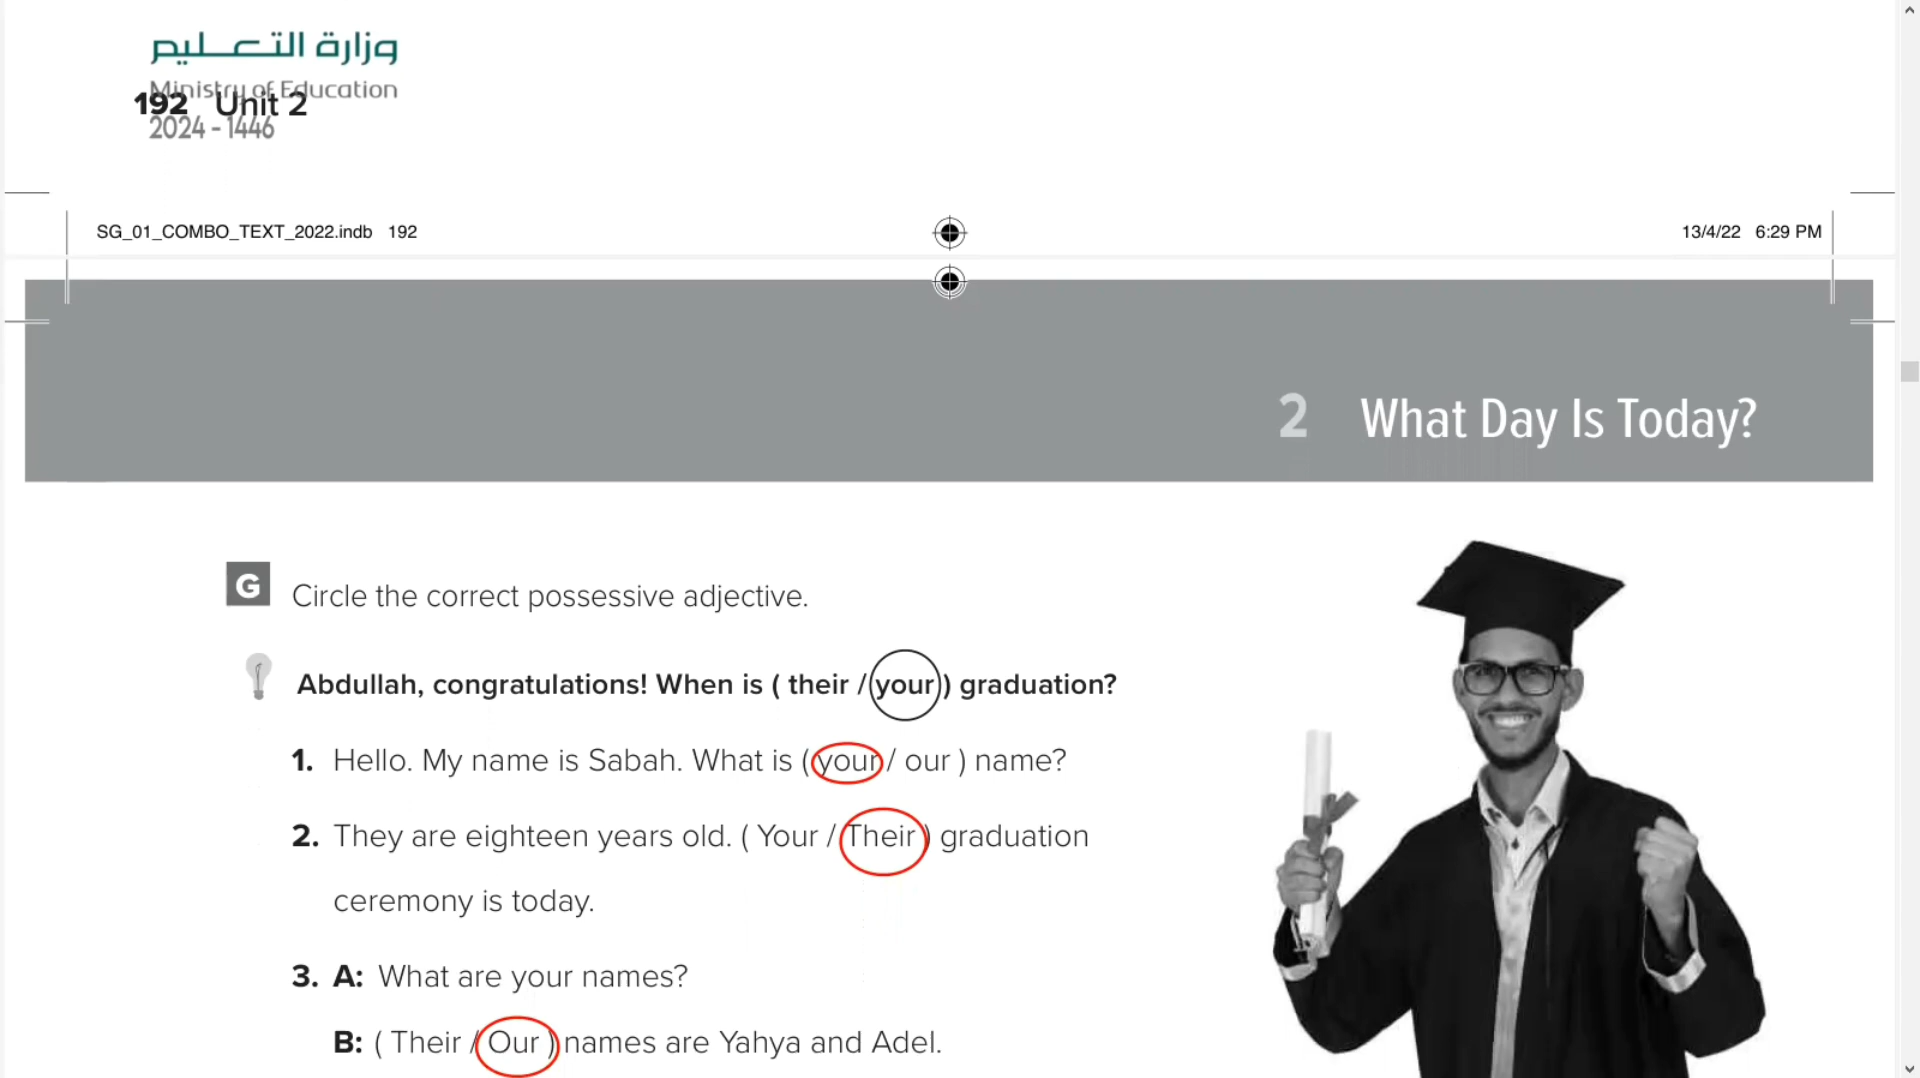 وزارة التعليم
Ministry of Education
192 Unit 2
2024 - 1446
SG_01_COMBO_TEXT_2022.indb 192
13/4/22 6:29 PM
2 What Day Is Today?
G Circle the correct possessive adjective.
Abdullah, congratulations! When is ( their / your ) graduation?
1. Hello. My name is Sabah. What is ( your / our ) name?
2. They are eighteen years old. ( Your / Their ) graduation
ceremony is today.
3. A: What are your names?
B: ( Their / Our ) names are Yahya and Adel.